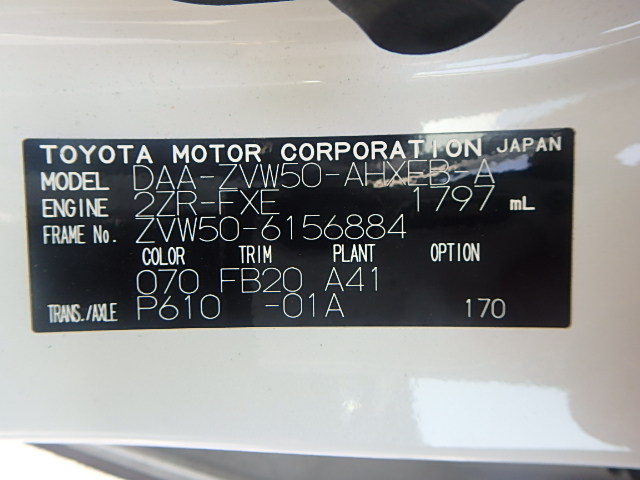 TOYOTA MOTOR CORPORATION JAPAN
MODEL DAA-ZVW50-AHXEB-A
ENGINE 2ZR-FXE 1797 mL
FRAME No. ZVW50-6156884
COLOR TRIM PLANT OPTION
070 FB20 A41
TRANS./AXLE P610 -01A 170